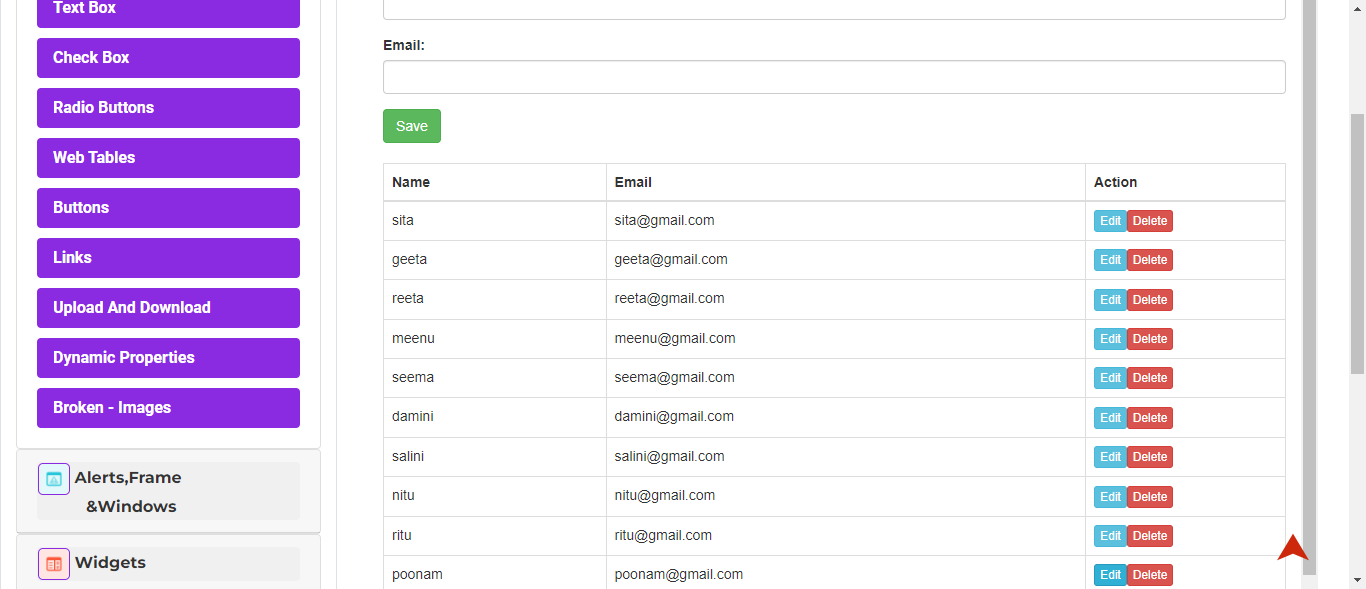 Text Box
Check Box
Radio Buttons
Web Tables
Buttons
Links
Upload And Download
Dynamic Properties
Broken - Images
Alerts,Frame
&Windows
Widgets
Email:
Save
Name Email Action
sita sita@gmail.com Edit Delete
geeta geeta@gmail.com Edit Delete
reeta reeta@gmail.com Edit Delete
meenu meenu@gmail.com Edit Delete
seema seema@gmail.com Edit Delete
damini damini@gmail.com Edit Delete
salini salini@gmail.com Edit Delete
nitu nitu@gmail.com Edit Delete
ritu ritu@gmail.com Edit Delete
poonam poonam@gmail.com Edit Delete